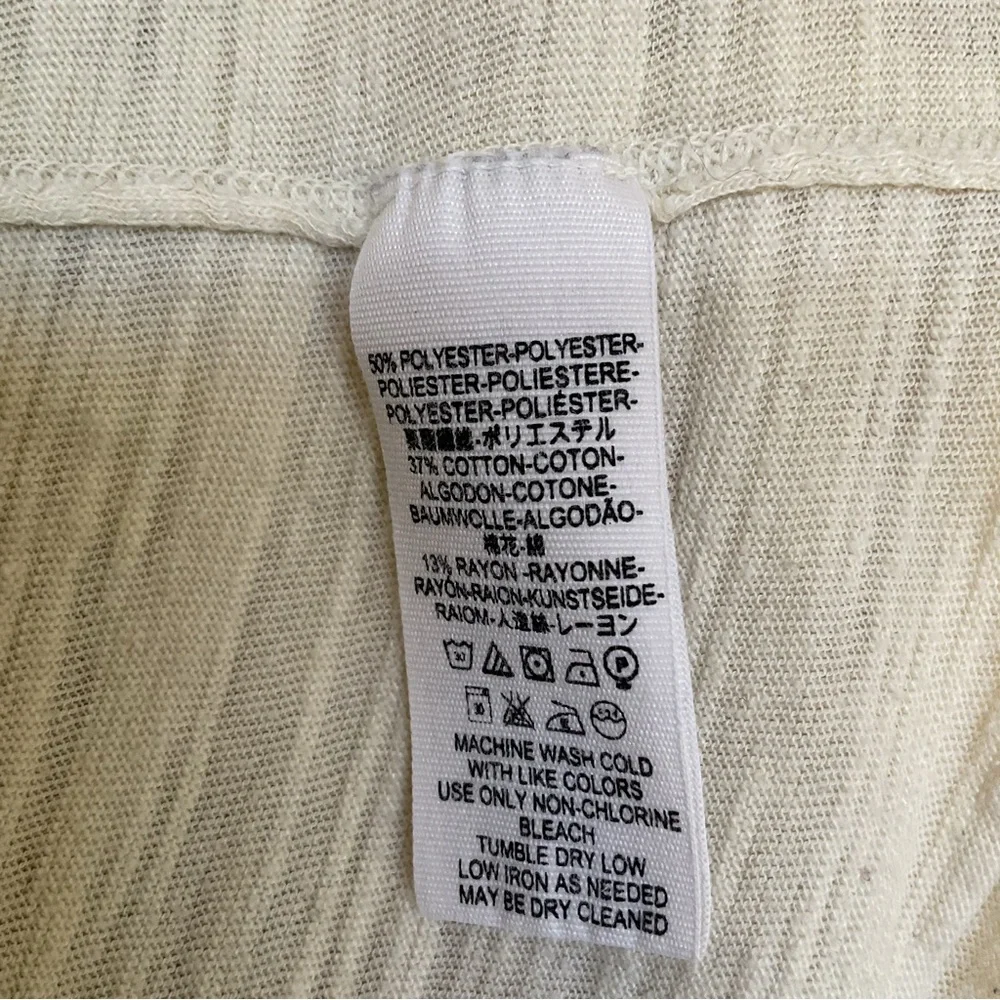 50% POLYESTER-POLYESTER-
POLIESTER-POLIESTERE-
POLYESTER-POLIÉSTER-
聚酯纖維-ポリエステル
37% COTTON-COTON-
ALGODON-COTONE-
BAUMWOLLE-ALGODÃO-
棉花-綿
13% RAYON-RAYONNE-
RAYÓN-RAION-KUNSTSEIDE-
RAIOM-人造絲-レーヨン
30 P
30
MACHINE WASH COLD
WITH LIKE COLORS
USE ONLY NON-CHLORINE
BLEACH
TUMBLE DRY LOW
LOW IRON AS NEEDED
MAY BE DRY CLEANED